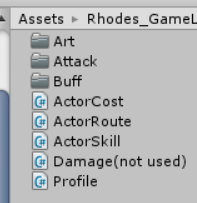 Assets ▸ Rhodes_GameL
Art
Attack
Buff
ActorCost
ActorRoute
ActorSkill
Damage(not used)
Profile